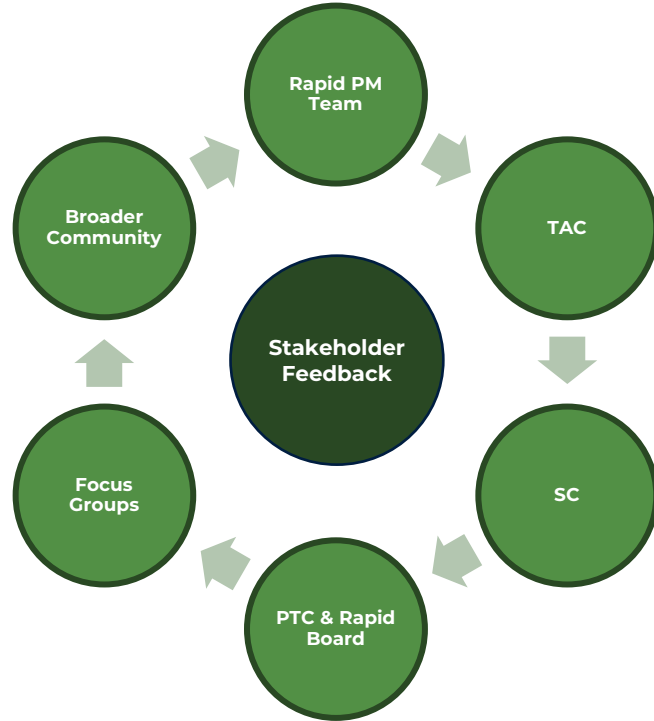 Rapid PM
Team
TAC
SC
PTC & Rapid
Board
Focus
Groups
Broader
Community
Stakeholder
Feedback